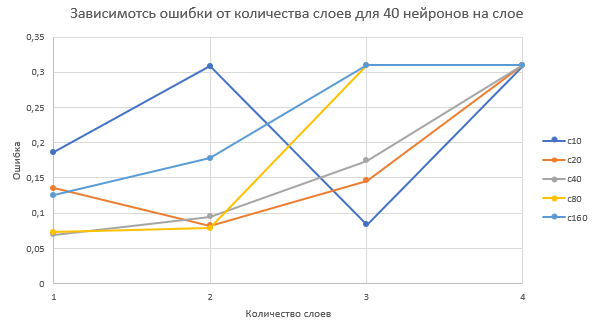 Зависимотсь ошибки от количества слоев для 40 нейронов на слое
0,35
0,3
0,25
0,2
0,15
0,1
0,05
0
Ошибка
1 2 3 4
Количество слоев
c10
c20
c40
c80
c160